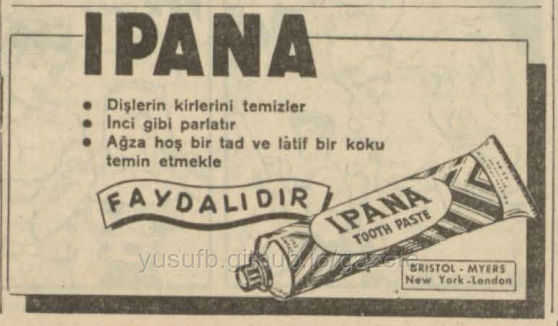 IPANA
• Dişlerin kirlerini temizler
• İnci gibi parlatır
• Ağza hoş bir tad ve lâtif bir koku
temin etmekle
FAYDALIDIR
IPANA
TOOTH PASTE
BRISTOL - MYERS
New York - London
yusufb.github.io/gazete